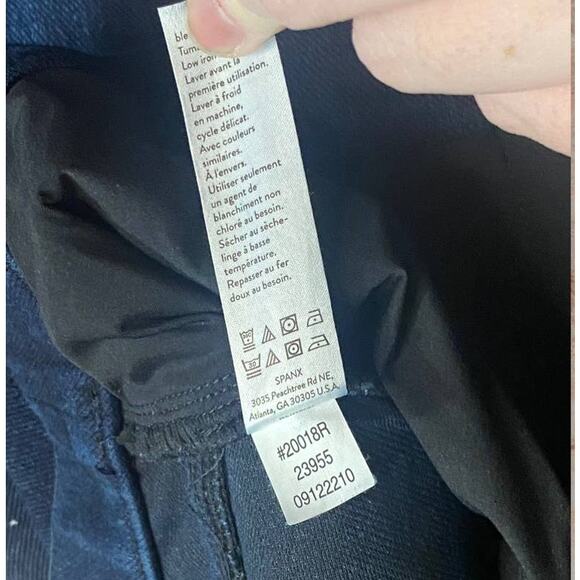 ble
Tum
Low iron
Laver avant la
première utilisation.
Laver à froid
en machine,
cycle délicat.
Avec couleurs
similaires.
À l'envers.
Utiliser seulement
un agent de
blanchiment non
chloré au besoin.
Sécher au sèche-
linge à basse
température.
Repasser au fer
doux au besoin.
30
SPANX
3035 Peachtree Rd NE,
Atlanta, GA 30305 U.S.A.
#20018R
23955
09122210